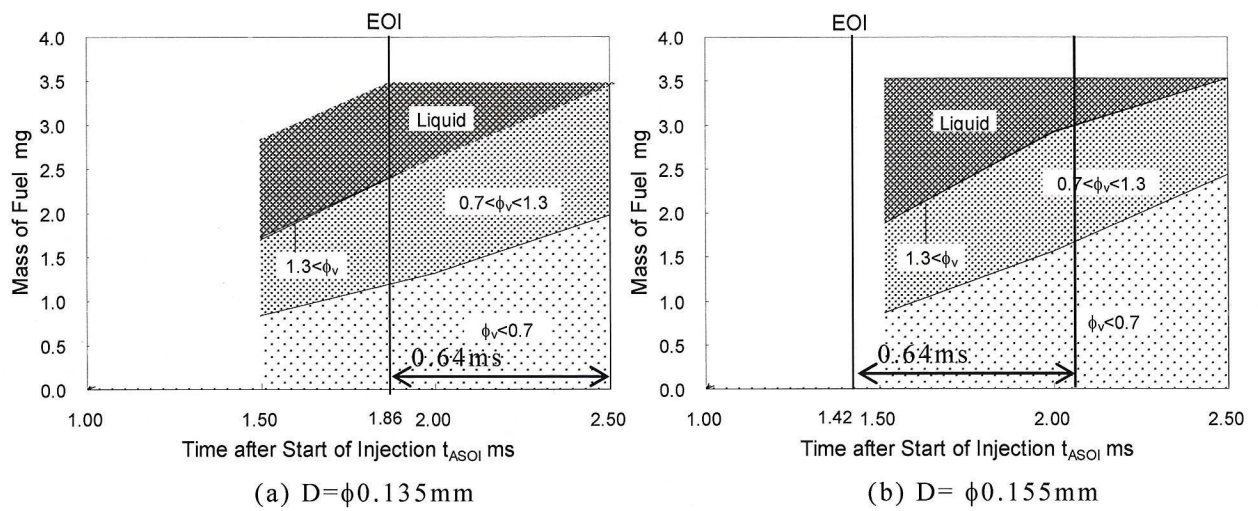 EOI
4.0
3.5
3.0
2.5
2.0
1.5
1.0
0.5
0.0
Mass of Fuel mg
Liquid
0.7<ϕv<1.3
1.3<ϕv
ϕv<0.7
0.64ms
1.00
1.50
1.86
2.00
2.50
Time after Start of Injection tASOI ms
(a) D=ϕ0.135mm
EOI
4.0
3.5
3.0
2.5
2.0
1.5
1.0
0.5
0.0
Mass of Fuel mg
Liquid
0.7<ϕv<1.3
1.3<ϕv
ϕv<0.7
0.64ms
1.00
1.42
1.50
2.00
2.50
Time after Start of Injection tASOI ms
(b) D= ϕ0.155mm